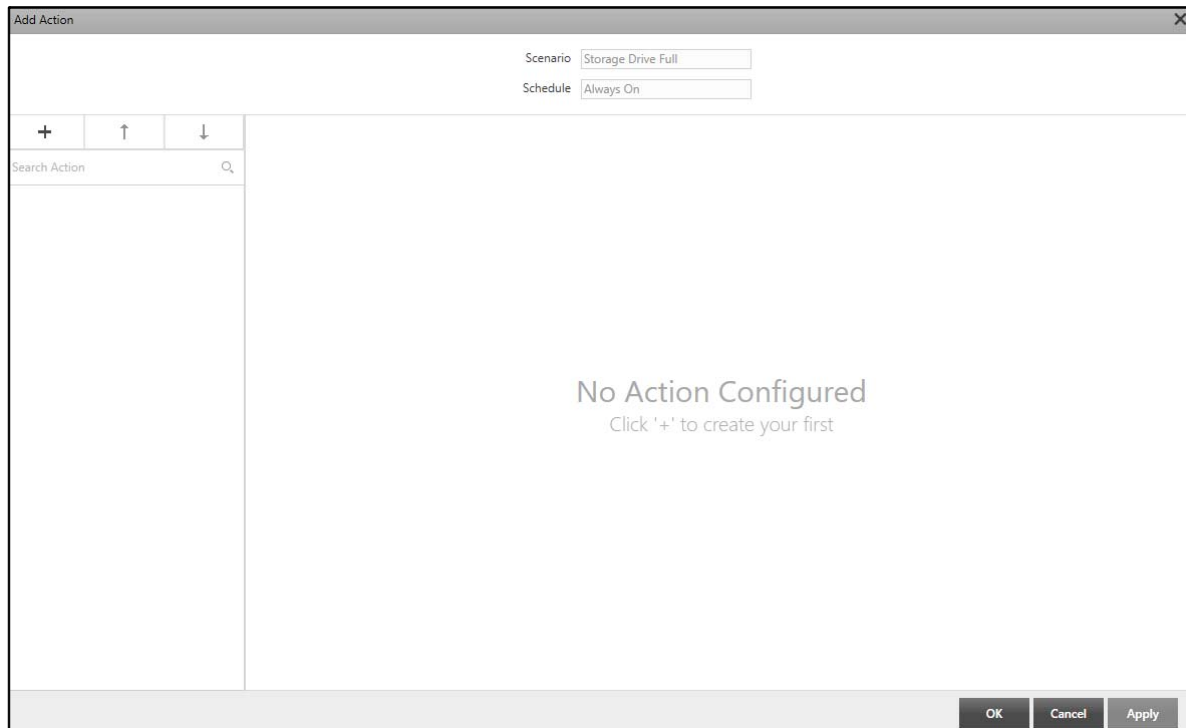 Add Action
Scenario Storage Drive Full
Schedule Always On
Search Action
No Action Configured
Click '+' to create your first
OK Cancel Apply